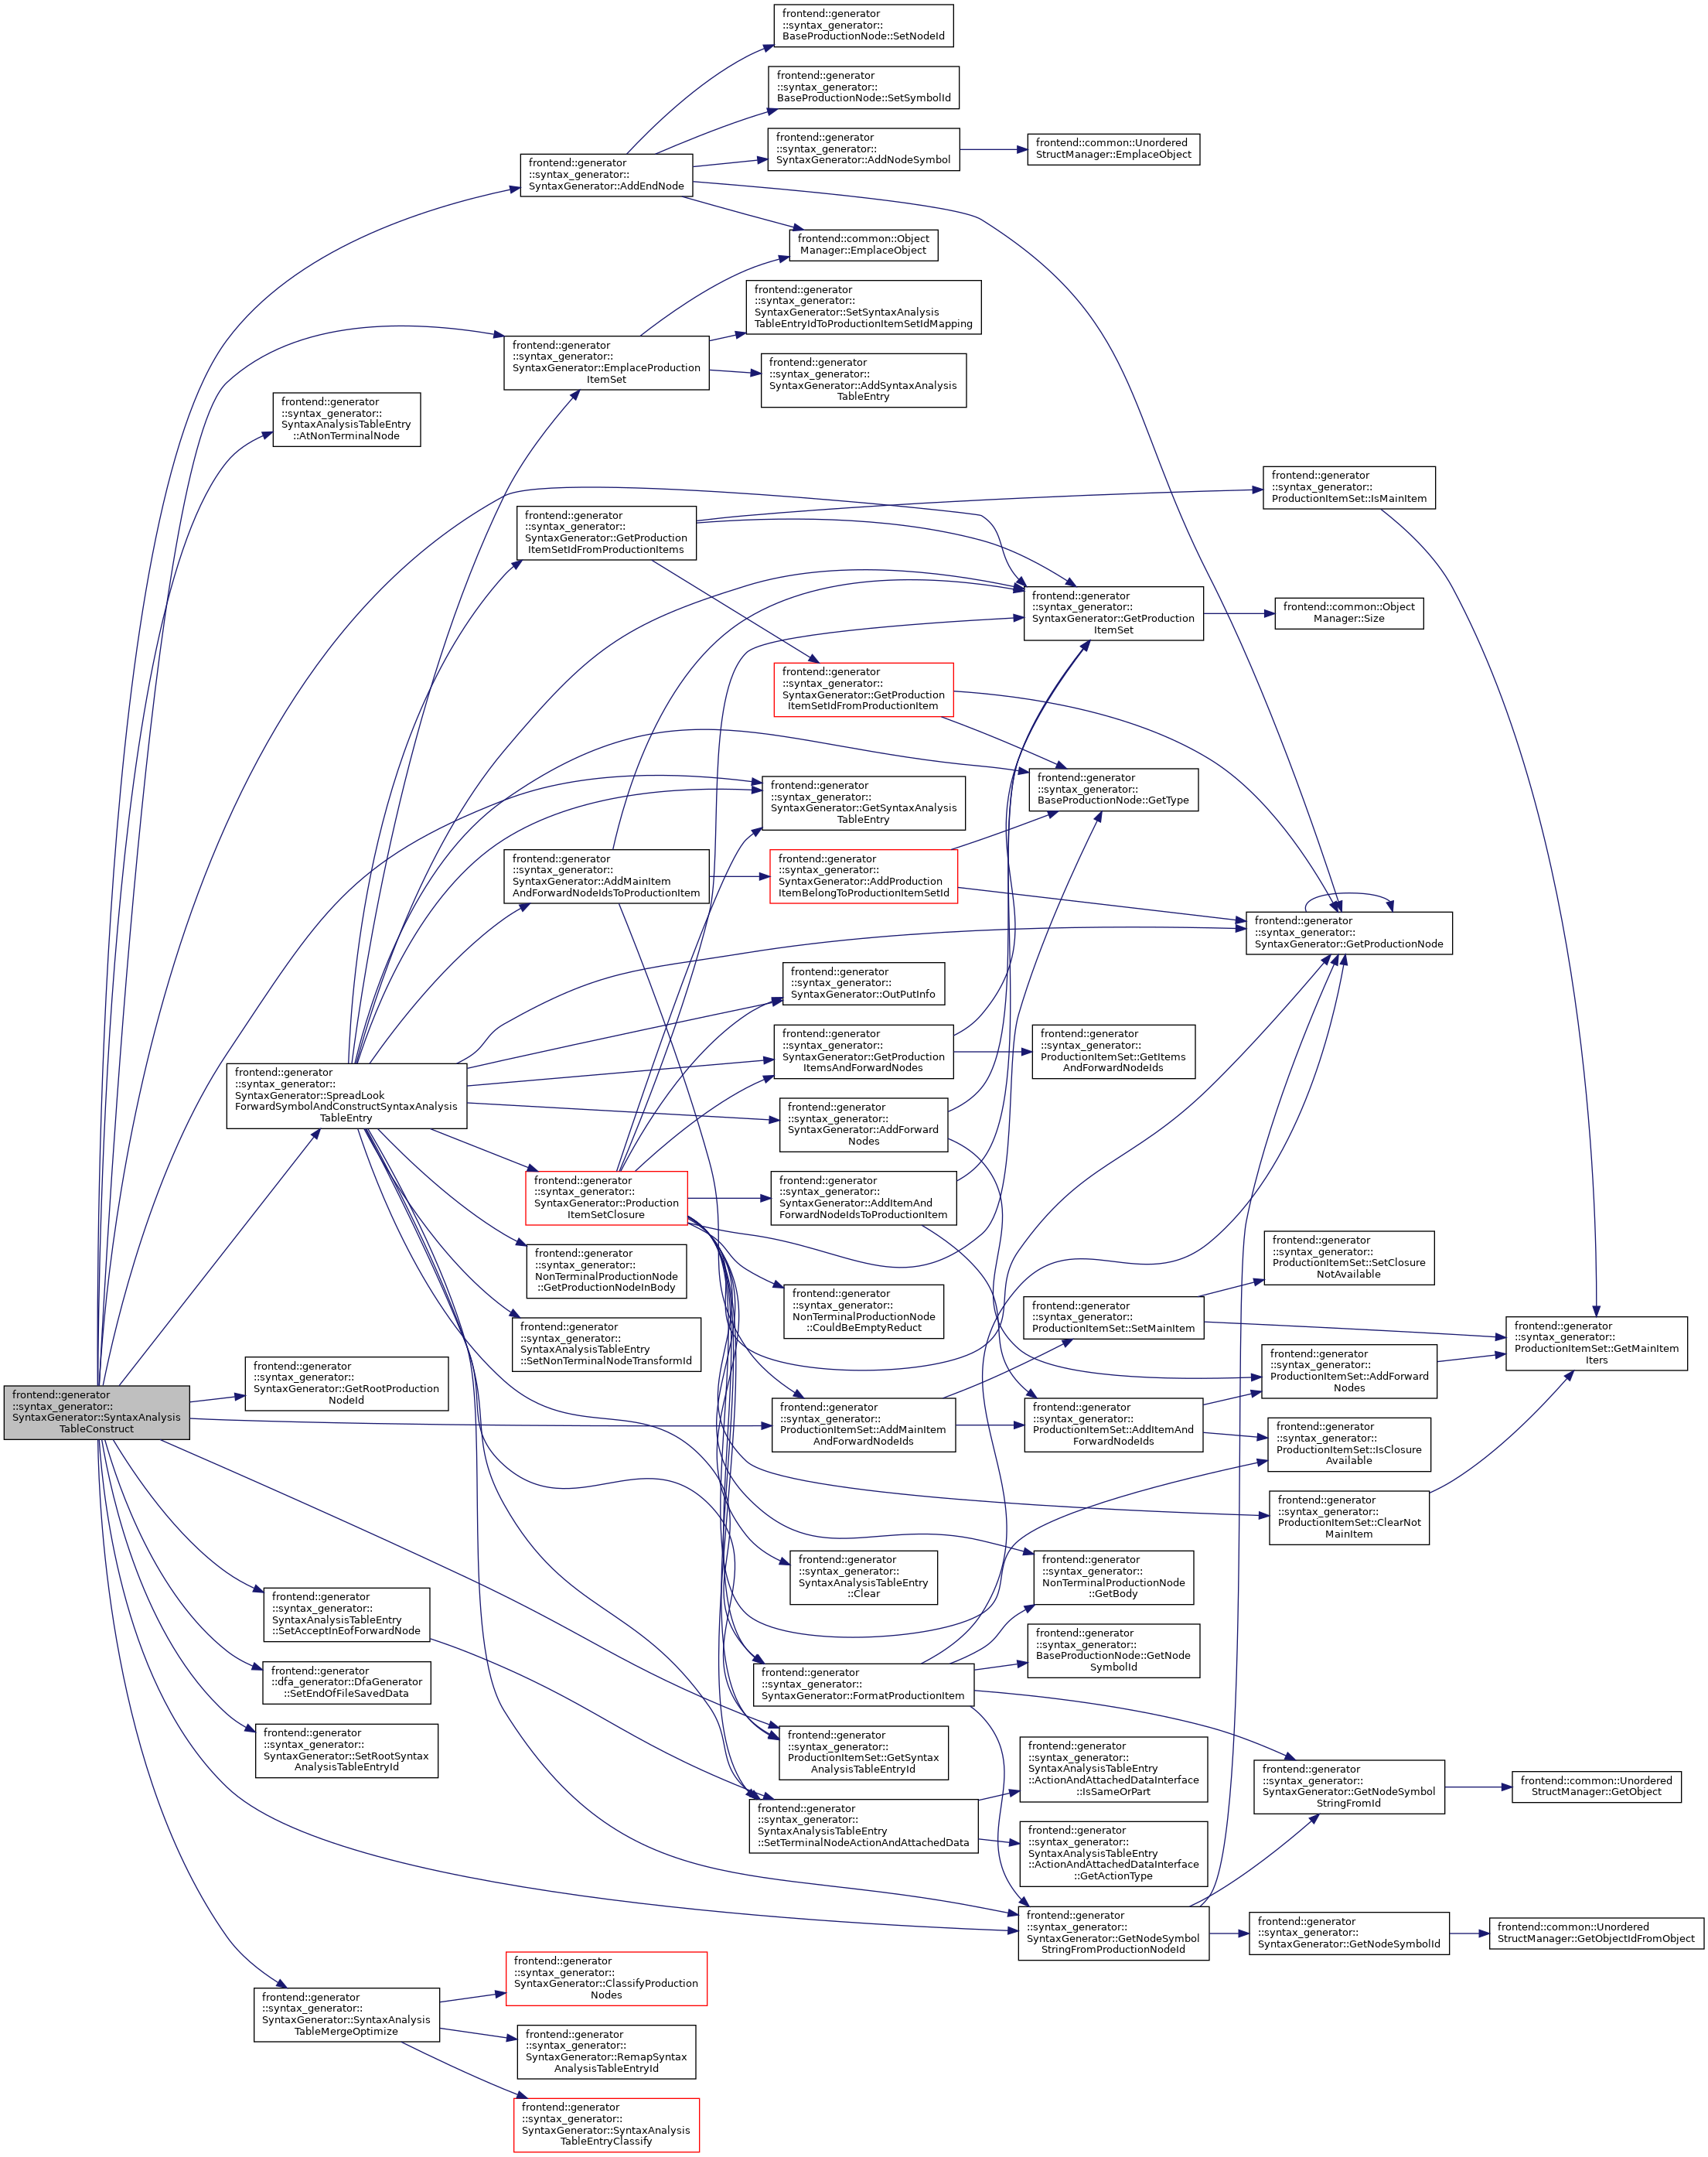 frontend::generator
::syntax_generator::
BaseProductionNode::SetNodeId
frontend::generator
::syntax_generator::
BaseProductionNode::SetSymbolId
frontend::generator
::syntax_generator::
SyntaxGenerator::AddNodeSymbol
frontend::common::Unordered
StructManager::EmplaceObject
frontend::generator
::syntax_generator::
SyntaxGenerator::AddEndNode
frontend::common::Object
Manager::EmplaceObject
frontend::generator
::syntax_generator::
SyntaxGenerator::SetSyntaxAnalysis
TableEntryIdToProductionItemSetIdMapping
frontend::generator
::syntax_generator::
SyntaxGenerator::EmplaceProduction
ItemSet
frontend::generator
::syntax_generator::
SyntaxGenerator::AddSyntaxAnalysis
TableEntry
frontend::generator
::syntax_generator::
SyntaxAnalysisTableEntry
::AtNonTerminalNode
frontend::generator
::syntax_generator::
ProductionItemSet::IsMainItem
frontend::generator
::syntax_generator::
SyntaxGenerator::GetProduction
ItemSetIdFromProductionItems
frontend::generator
::syntax_generator::
SyntaxGenerator::GetProduction
ItemSet
frontend::common::Object
Manager::Size
frontend::generator
::syntax_generator::
SyntaxGenerator::GetProduction
ItemSetIdFromProductionItem
frontend::generator
::syntax_generator::
BaseProductionNode::GetType
frontend::generator
::syntax_generator::
SyntaxGenerator::GetSyntaxAnalysis
TableEntry
frontend::generator
::syntax_generator::
SyntaxGenerator::AddMainItem
AndForwardNodeIdsToProductionItem
frontend::generator
::syntax_generator::
SyntaxGenerator::AddProduction
ItemBelongToProductionItemSetId
frontend::generator
::syntax_generator::
SyntaxGenerator::GetProductionNode
frontend::generator
::syntax_generator::
SyntaxGenerator::OutPutInfo
frontend::generator
::syntax_generator::
SyntaxGenerator::GetProduction
ItemsAndForwardNodes
frontend::generator
::syntax_generator::
ProductionItemSet::GetItems
AndForwardNodeIds
frontend::generator
::syntax_generator::
SyntaxGenerator::SpreadLook
ForwardSymbolAndConstructSyntaxAnalysis
TableEntry
frontend::generator
::syntax_generator::
SyntaxGenerator::AddForward
Nodes
frontend::generator
::syntax_generator::
SyntaxGenerator::Production
ItemSetClosure
frontend::generator
::syntax_generator::
SyntaxGenerator::AddItemAnd
ForwardNodeIdsToProductionItem
frontend::generator
::syntax_generator::
NonTerminalProductionNode
::GetProductionNodeInBody
frontend::generator
::syntax_generator::
ProductionItemSet::SetClosure
NotAvailable
frontend::generator
::syntax_generator::
NonTerminalProductionNode
::CouldBeEmptyReduct
frontend::generator
::syntax_generator::
ProductionItemSet::SetMainItem
frontend::generator
::syntax_generator::
SyntaxAnalysisTableEntry
::SetNonTerminalNodeTransformId
frontend::generator
::syntax_generator::
ProductionItemSet::GetMainItem
Iters
frontend::generator
::syntax_generator::
ProductionItemSet::AddForward
Nodes
frontend::generator
::syntax_generator::
SyntaxGenerator::GetRootProduction
NodeId
frontend::generator
::syntax_generator::
SyntaxGenerator::SyntaxAnalysis
TableConstruct
frontend::generator
::syntax_generator::
ProductionItemSet::AddMainItem
AndForwardNodeIds
frontend::generator
::syntax_generator::
ProductionItemSet::AddItemAnd
ForwardNodeIds
frontend::generator
::syntax_generator::
ProductionItemSet::IsClosure
Available
frontend::generator
::syntax_generator::
ProductionItemSet::ClearNot
MainItem
frontend::generator
::syntax_generator::
SyntaxAnalysisTableEntry
::Clear
frontend::generator
::syntax_generator::
NonTerminalProductionNode
::GetBody
frontend::generator
::syntax_generator::
SyntaxAnalysisTableEntry
::SetAcceptInEofForwardNode
frontend::generator
::syntax_generator::
BaseProductionNode::GetNode
SymbolId
frontend::generator
::dfa_generator::DfaGenerator
::SetEndOfFileSavedData
frontend::generator
::syntax_generator::
SyntaxGenerator::FormatProductionItem
frontend::generator
::syntax_generator::
SyntaxGenerator::SetRootSyntax
AnalysisTableEntryId
frontend::generator
::syntax_generator::
ProductionItemSet::GetSyntax
AnalysisTableEntryId
frontend::generator
::syntax_generator::
SyntaxAnalysisTableEntry
::ActionAndAttachedDataInterface
::IsSameOrPart
frontend::generator
::syntax_generator::
SyntaxGenerator::GetNodeSymbol
StringFromId
frontend::common::Unordered
StructManager::GetObject
frontend::generator
::syntax_generator::
SyntaxAnalysisTableEntry
::SetTerminalNodeActionAndAttachedData
frontend::generator
::syntax_generator::
SyntaxAnalysisTableEntry
::ActionAndAttachedDataInterface
::GetActionType
frontend::generator
::syntax_generator::
SyntaxGenerator::GetNodeSymbol
StringFromProductionNodeId
frontend::generator
::syntax_generator::
SyntaxGenerator::GetNodeSymbolId
frontend::common::Unordered
StructManager::GetObjectIdFromObject
frontend::generator
::syntax_generator::
SyntaxGenerator::ClassifyProduction
Nodes
frontend::generator
::syntax_generator::
SyntaxGenerator::SyntaxAnalysis
TableMergeOptimize
frontend::generator
::syntax_generator::
SyntaxGenerator::RemapSyntax
AnalysisTableEntryId
frontend::generator
::syntax_generator::
SyntaxGenerator::SyntaxAnalysis
TableEntryClassify